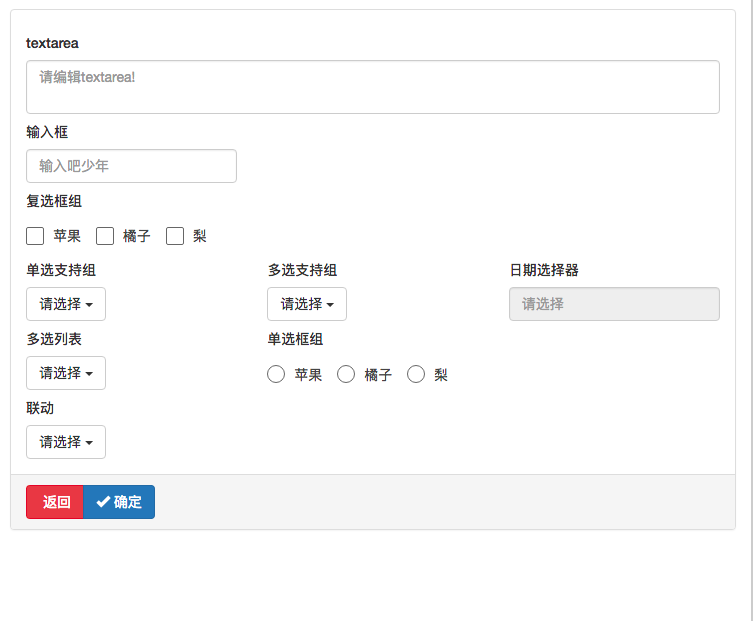 textarea
请编辑textarea!
输入框
输入吧少年
复选框组
苹果 橘子 梨
单选支持组 多选支持组 日期选择器
请选择 请选择 请选择
多选列表 单选框组
请选择 苹果 橘子 梨
联动
请选择
返回 确定